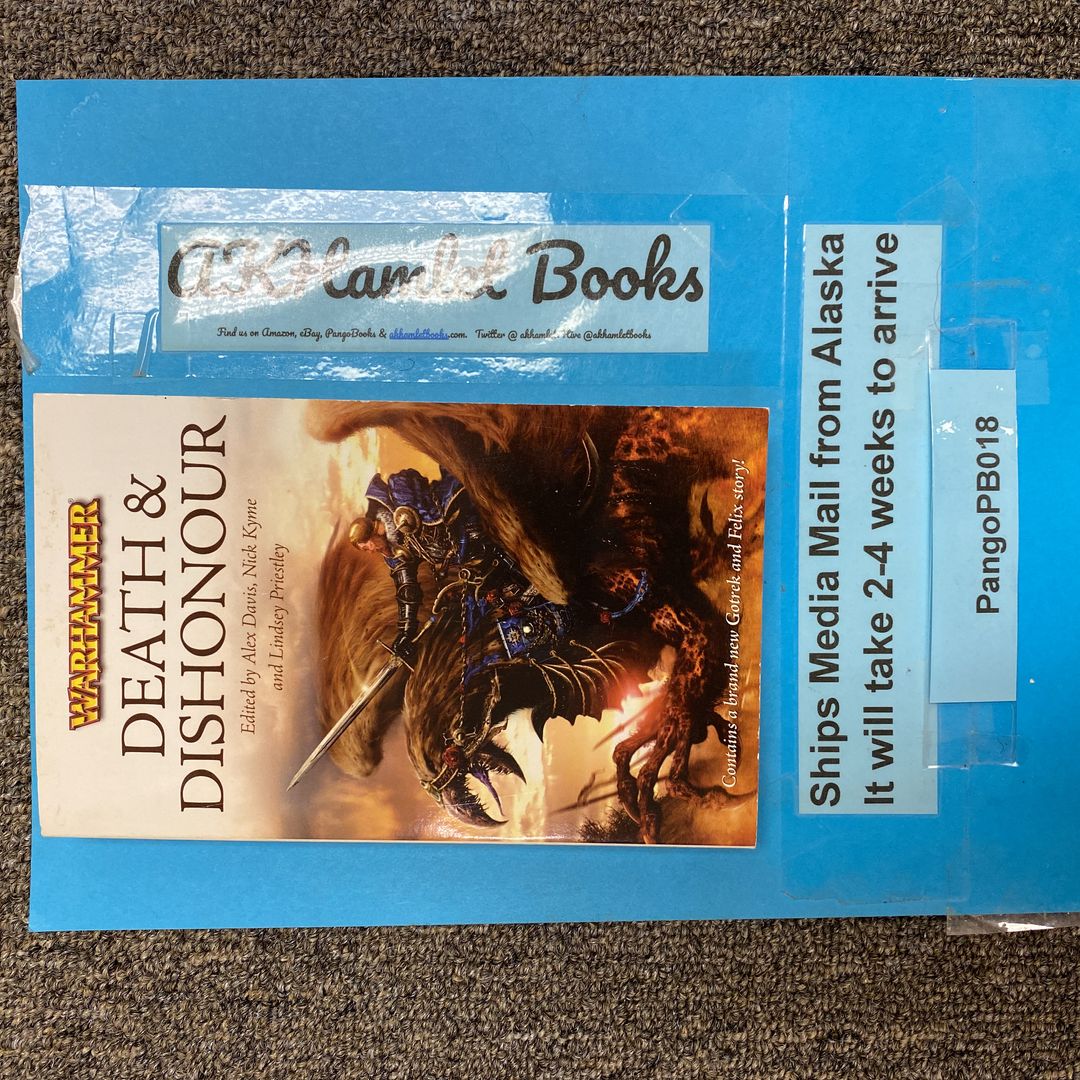 AKHamlet Books
Find us on Amazon, eBay, PangoBooks & akhamletbooks.com. Twitter @ akhamlet Hive @akhamletbooks
WARHAMMER
DEATH &
DISHONOUR
Edited by Alex Davis, Nick Kyme
and Lindsey Priestley
Contains a brand new Gotrek and Felix story!
Ships Media Mail from Alaska
It will take 2-4 weeks to arrive
PangoPB018